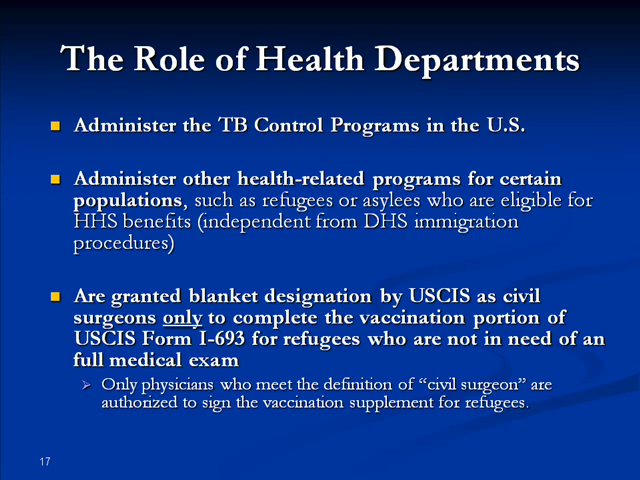 The Role of Health Departments
Administer the TB Control Programs in the U.S.
Administer other health-related programs for certain
populations, such as refugees or asylees who are eligible for
HHS benefits (independent from DHS immigration
procedures)
Are granted blanket designation by USCIS as civil
surgeons only to complete the vaccination portion of
USCIS Form I-693 for refugees who are not in need of an
full medical exam
Only physicians who meet the definition of “civil surgeon” are
authorized to sign the vaccination supplement for refugees.
17